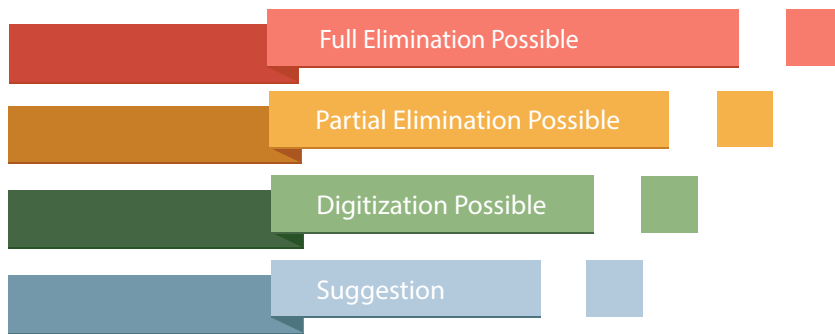 Full Elimination Possible
Partial Elimination Possible
Digitization Possible
Suggestion